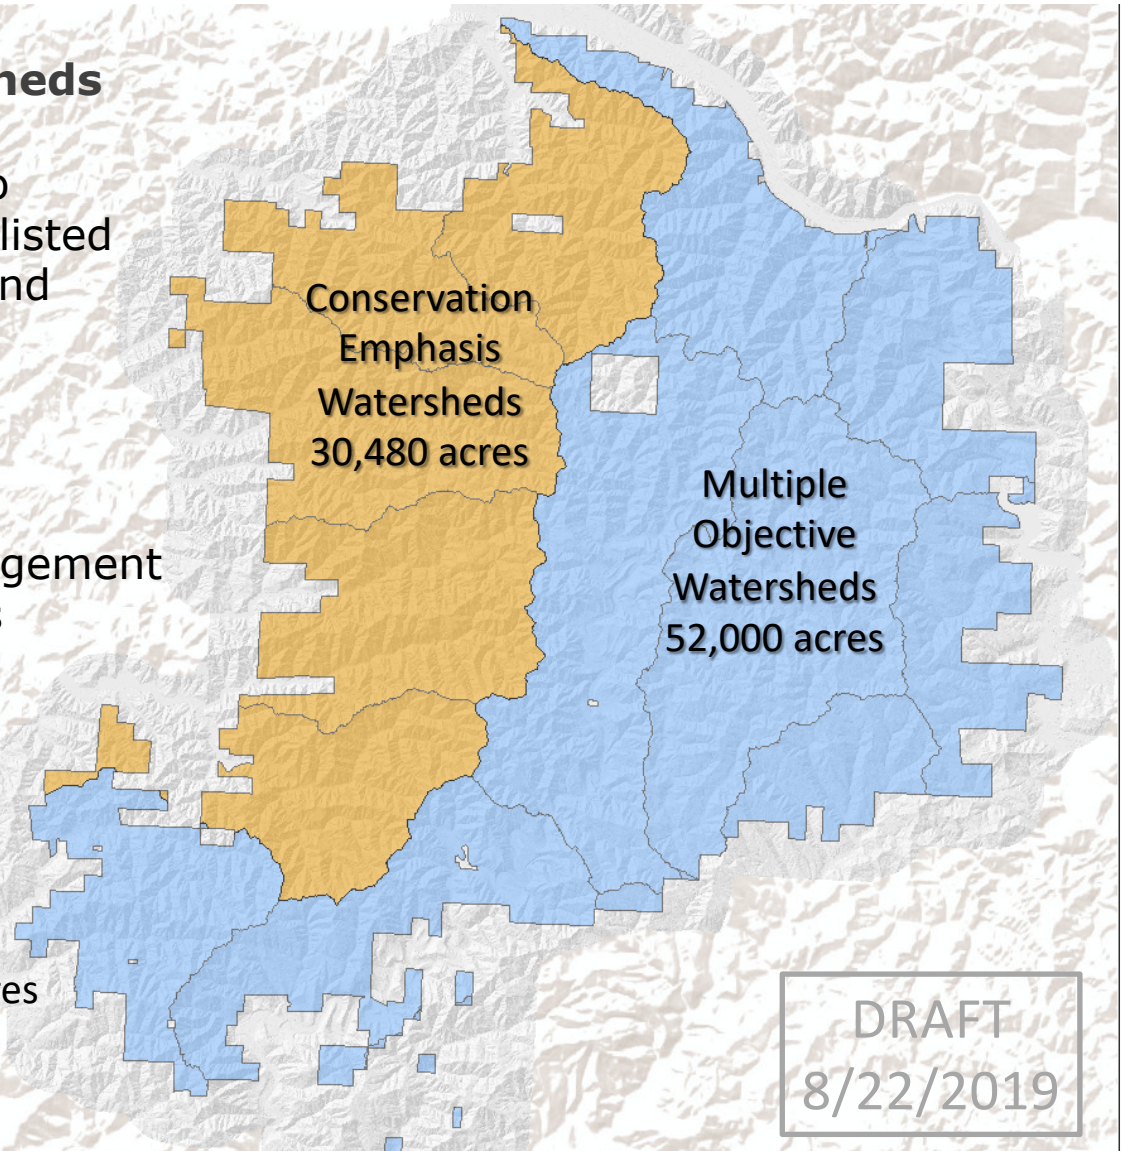 heds
o
listed
nd
gement
s
es
Conservation
Emphasis
Watersheds
30,480 acres
Multiple
Objective
Watersheds
52,000 acres
DRAFT
8/22/2019